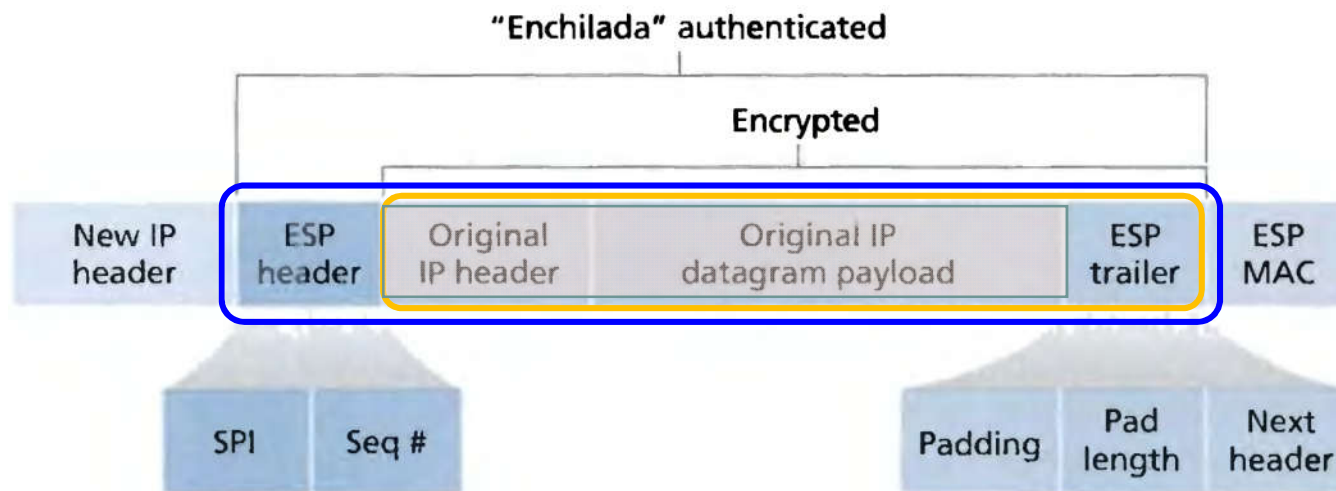 “Enchilada” authenticated
Encrypted
New IP
header
ESP
header
Original
IP header
Original IP
datagram payload
ESP
trailer
ESP
MAC
SPI
Seq #
Padding
Pad
length
Next
header